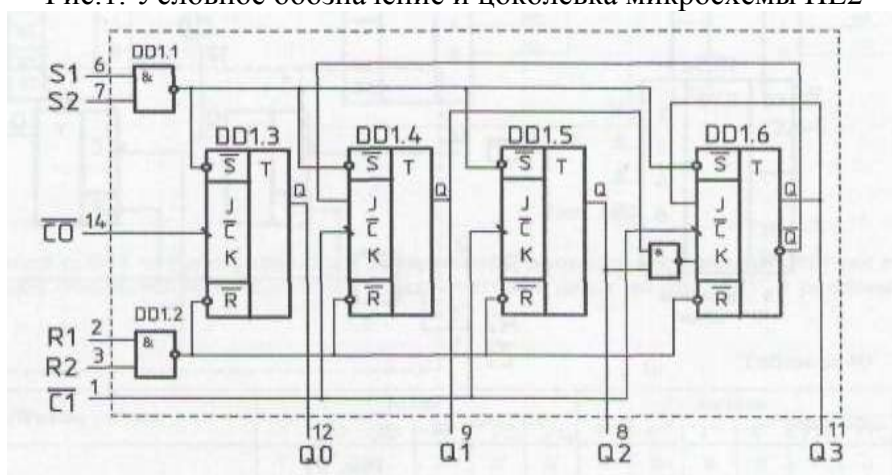 Рис.1. Условное обозначение и цоколевка микросхемы ИЕ2
DD1.1
S1 6
S2 7
&
DD1.3
DD1.4
DD1.5
DD1.6
S T
S T
S T
S T
Q
Q
Q
Q
J
J
J
J
C0 14
C
C
C
C
&
Q
K
K
K
K
R
R
R
R
DD1.2
R1 2
R2 3
&
C1 1
12
9
8
11
Q0
Q1
Q2
Q3